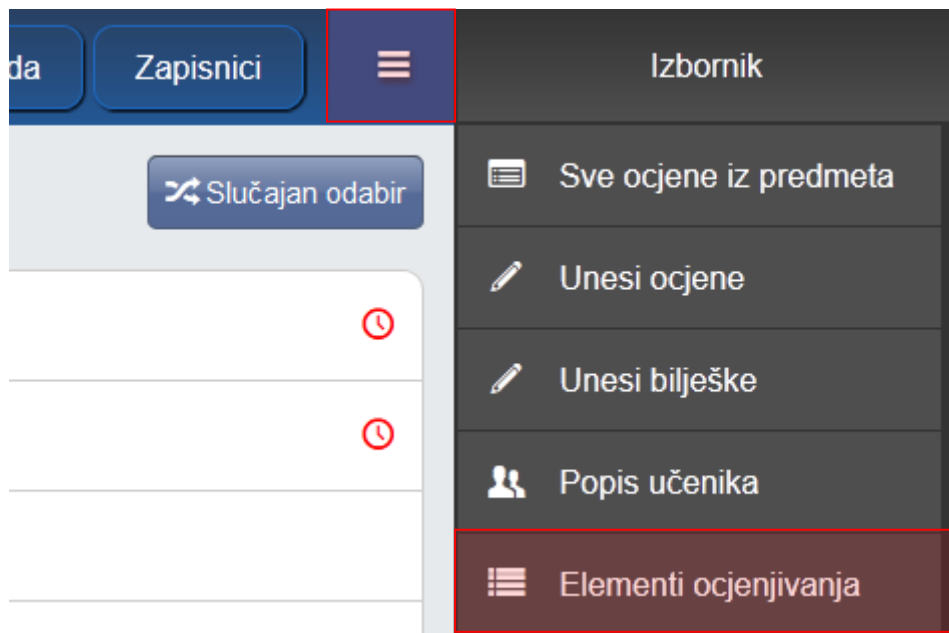 da
Zapisnici
Izbornik
Slučajan odabir
Sve ocjene iz predmeta
Unesi ocjene
Unesi bilješke
Popis učenika
Elementi ocjenjivanja